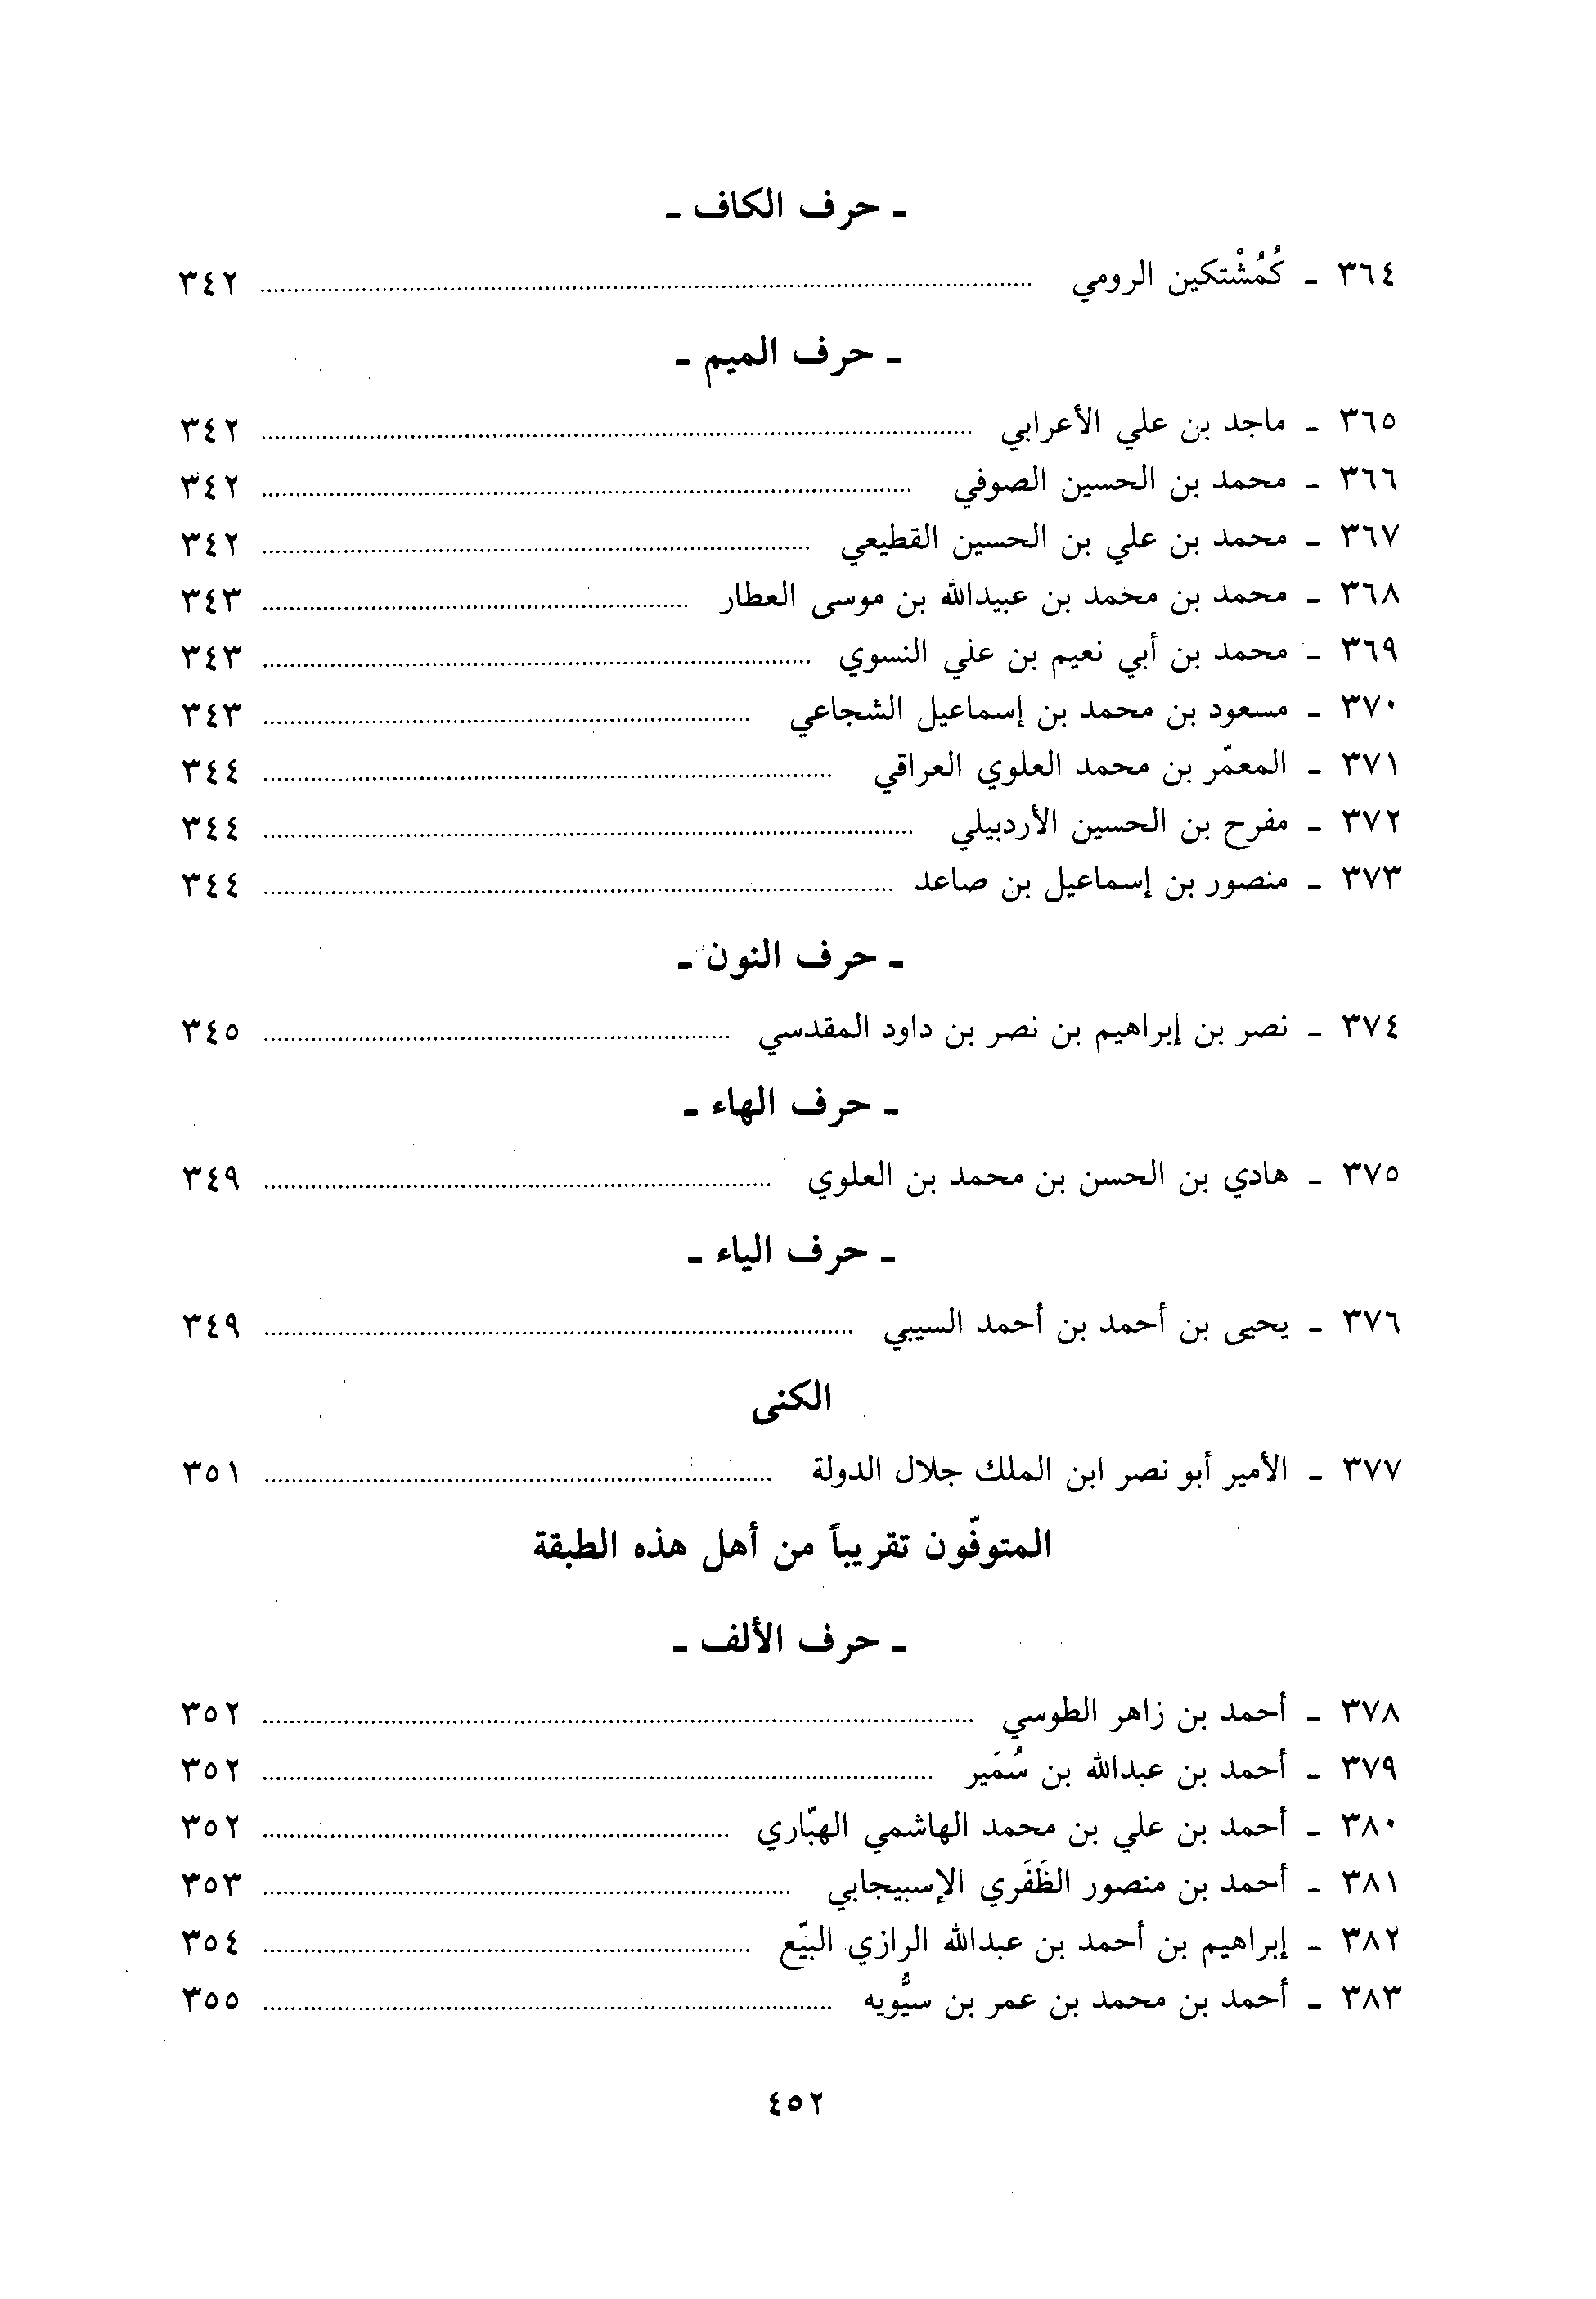 ـ حرف الكاف ـ
٣٦٤ ـ كُمُشْتكين الرومي ................ ٣٤٢
ـ حرف الميم ـ
٣٦٥ ـ ماجد بن علي الأعرابي ................ ٣٤٢
٣٦٦ ـ محمد بن الحسين الصوفي ................ ٣٤٢
٣٦٧ ـ محمد بن علي بن الحسين القطيعي ................ ٣٤٢
٣٦٨ ـ محمد بن محمد بن عبيدالله بن موسى العطار ................ ٣٤٣
٣٦٩ ـ محمد بن أبي نعيم بن علي النسوي ................ ٣٤٣
٣٧٠ ـ مسعود بن محمد بن إسماعيل الشجاعي ................ ٣٤٣
٣٧١ ـ المعمّر بن محمد العلوي العراقي ................ ٣٤٤
٣٧٢ ـ مفرح بن الحسين الأردبيلي ................ ٣٤٤
٣٧٣ ـ منصور بن إسماعيل بن صاعد ................ ٣٤٤
ـ حرف النون ـ
٣٧٤ ـ نصر بن إبراهيم بن نصر بن داود المقدسي ................ ٣٤٥
ـ حرف الهاء ـ
٣٧٥ ـ هادي بن الحسن بن محمد بن العلوي ................ ٣٤٩
ـ حرف الياء ـ
٣٧٦ ـ يحيى بن أحمد بن أحمد السيبي ................ ٣٤٩
الكنى
٣٧٧ ـ الأمير أبو نصر ابن الملك جلال الدولة ................ ٣٥١
المتوفّون تقريباً من أهل هذه الطبقة
ـ حرف الألف ـ
٣٧٨ ـ أحمد بن زاهر الطوسي ................ ٣٥٢
٣٧٩ ـ أحمد بن عبدالله بن سُمَير ................ ٣٥٢
٣٨٠ ـ أحمد بن علي بن محمد الهاشمي الهبّاري ................ ٣٥٢
٣٨١ ـ أحمد بن منصور الظَفَري الإسبيجابي ................ ٣٥٣
٣٨٢ ـ إبراهيم بن أحمد بن عبدالله الرازي البيّع ................ ٣٥٤
٣٨٣ ـ أحمد بن محمد بن عمر بن سيُّويه ................ ٣٥٥
٤٥٢